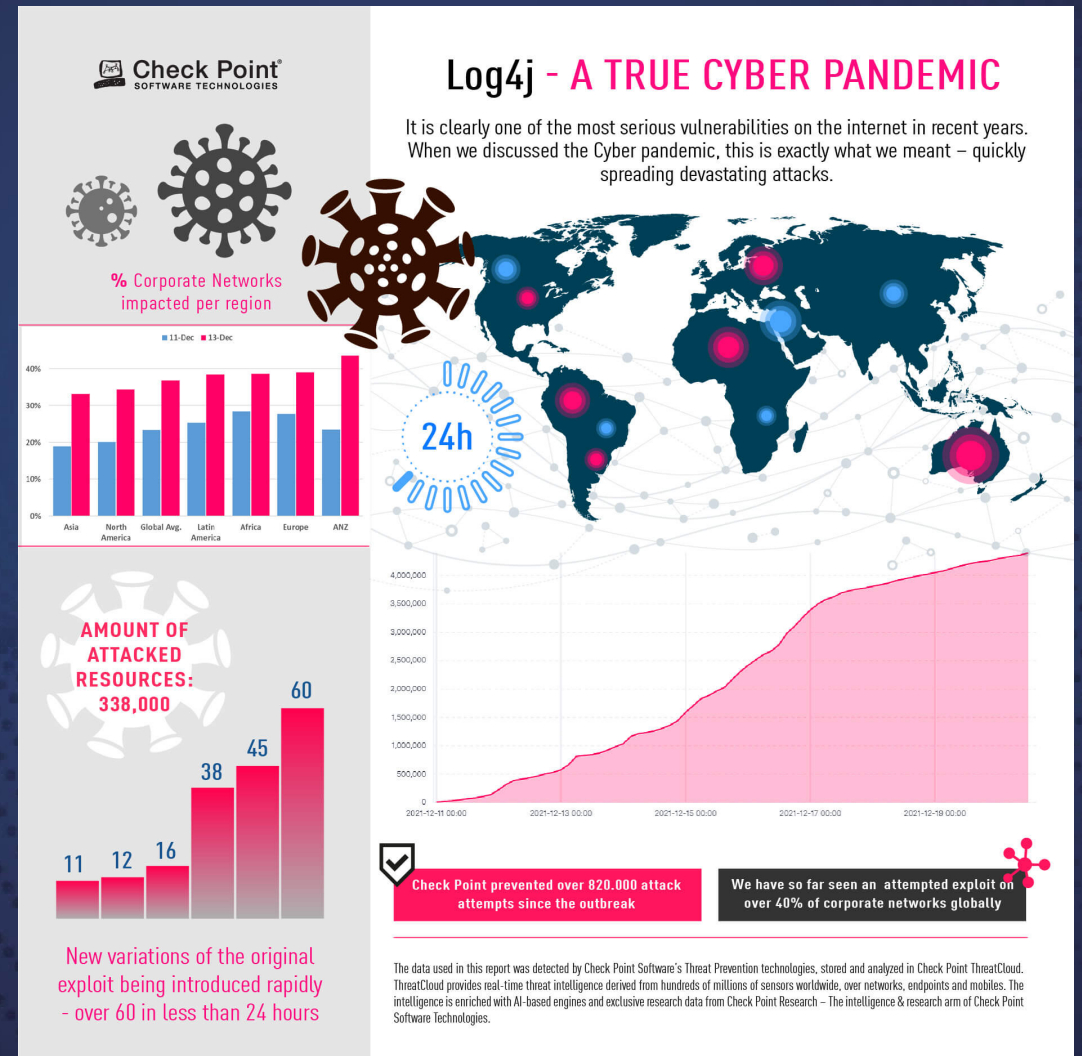 Check Point
SOFTWARE TECHNOLOGIES
% Corporate Networks
impacted per region
11-Dec 13-Dec
40%
30%
20%
10%
0%
Asia
North
America
Global Avg.
Latin
America
Africa
Europe
ANZ
AMOUNT OF
ATTACKED
RESOURCES:
338,000
11
12
16
38
45
60
New variations of the original
exploit being introduced rapidly
- over 60 in less than 24 hours
Log4j - A TRUE CYBER PANDEMIC
It is clearly one of the most serious vulnerabilities on the internet in recent years.
When we discussed the Cyber pandemic, this is exactly what we meant – quickly
spreading devastating attacks.
24h
4,000,000
3,500,000
3,000,000
2,500,000
2,000,000
1,500,000
1,000,000
500,000
0
2021-12-11 00:00
2021-12-13 00:00
2021-12-15 00:00
2021-12-17 00:00
2021-12-19 00:00
Check Point prevented over 820.000 attack
attempts since the outbreak
We have so far seen an attempted exploit on
over 40% of corporate networks globally
The data used in this report was detected by Check Point Software's Threat Prevention technologies, stored and analyzed in Check Point ThreatCloud.
ThreatCloud provides real-time threat intelligence derived from hundreds of millions of sensors worldwide, over networks, endpoints and mobiles. The
intelligence is enriched with AI-based engines and exclusive research data from Check Point Research – The intelligence & research arm of Check Point
Software Technologies.